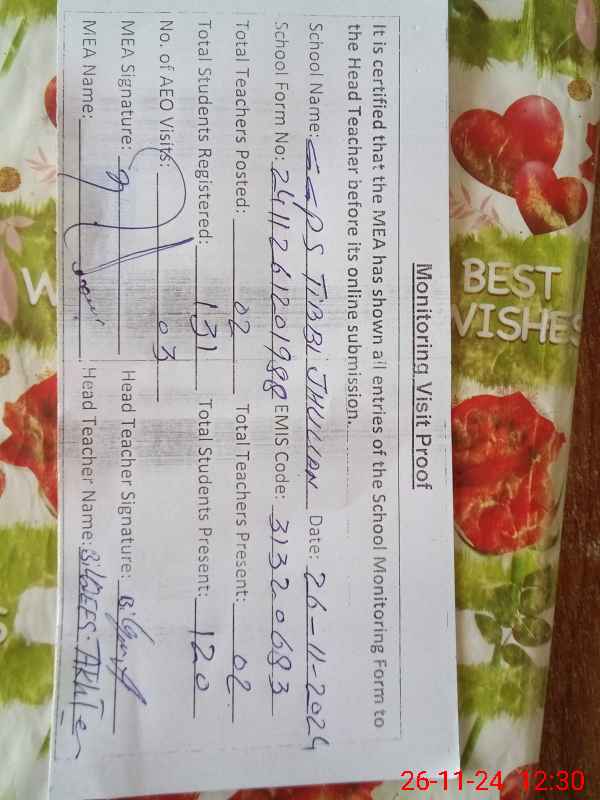 Monitoring Visit Proof
It is certified that the MEA has shown all entries of the School Monitoring Form to
the Head Teacher before its online submission.
School Name: GGPS TiBBi JHULLAN Date: 26-11-2024
School Form No: 2411261201988 EMIS Code: 31320683
Total Teachers Posted: 02 Total Teachers Present: 02
Total Students Registered: 131 Total Students Present: 120
No. of AEO Visits: 03
MEA Signature: Head Teacher Signature:
MEA Name: Head Teacher Name: BiLQEES. AKhTer
BEST
WISHES
W
26-11-24, 12:30